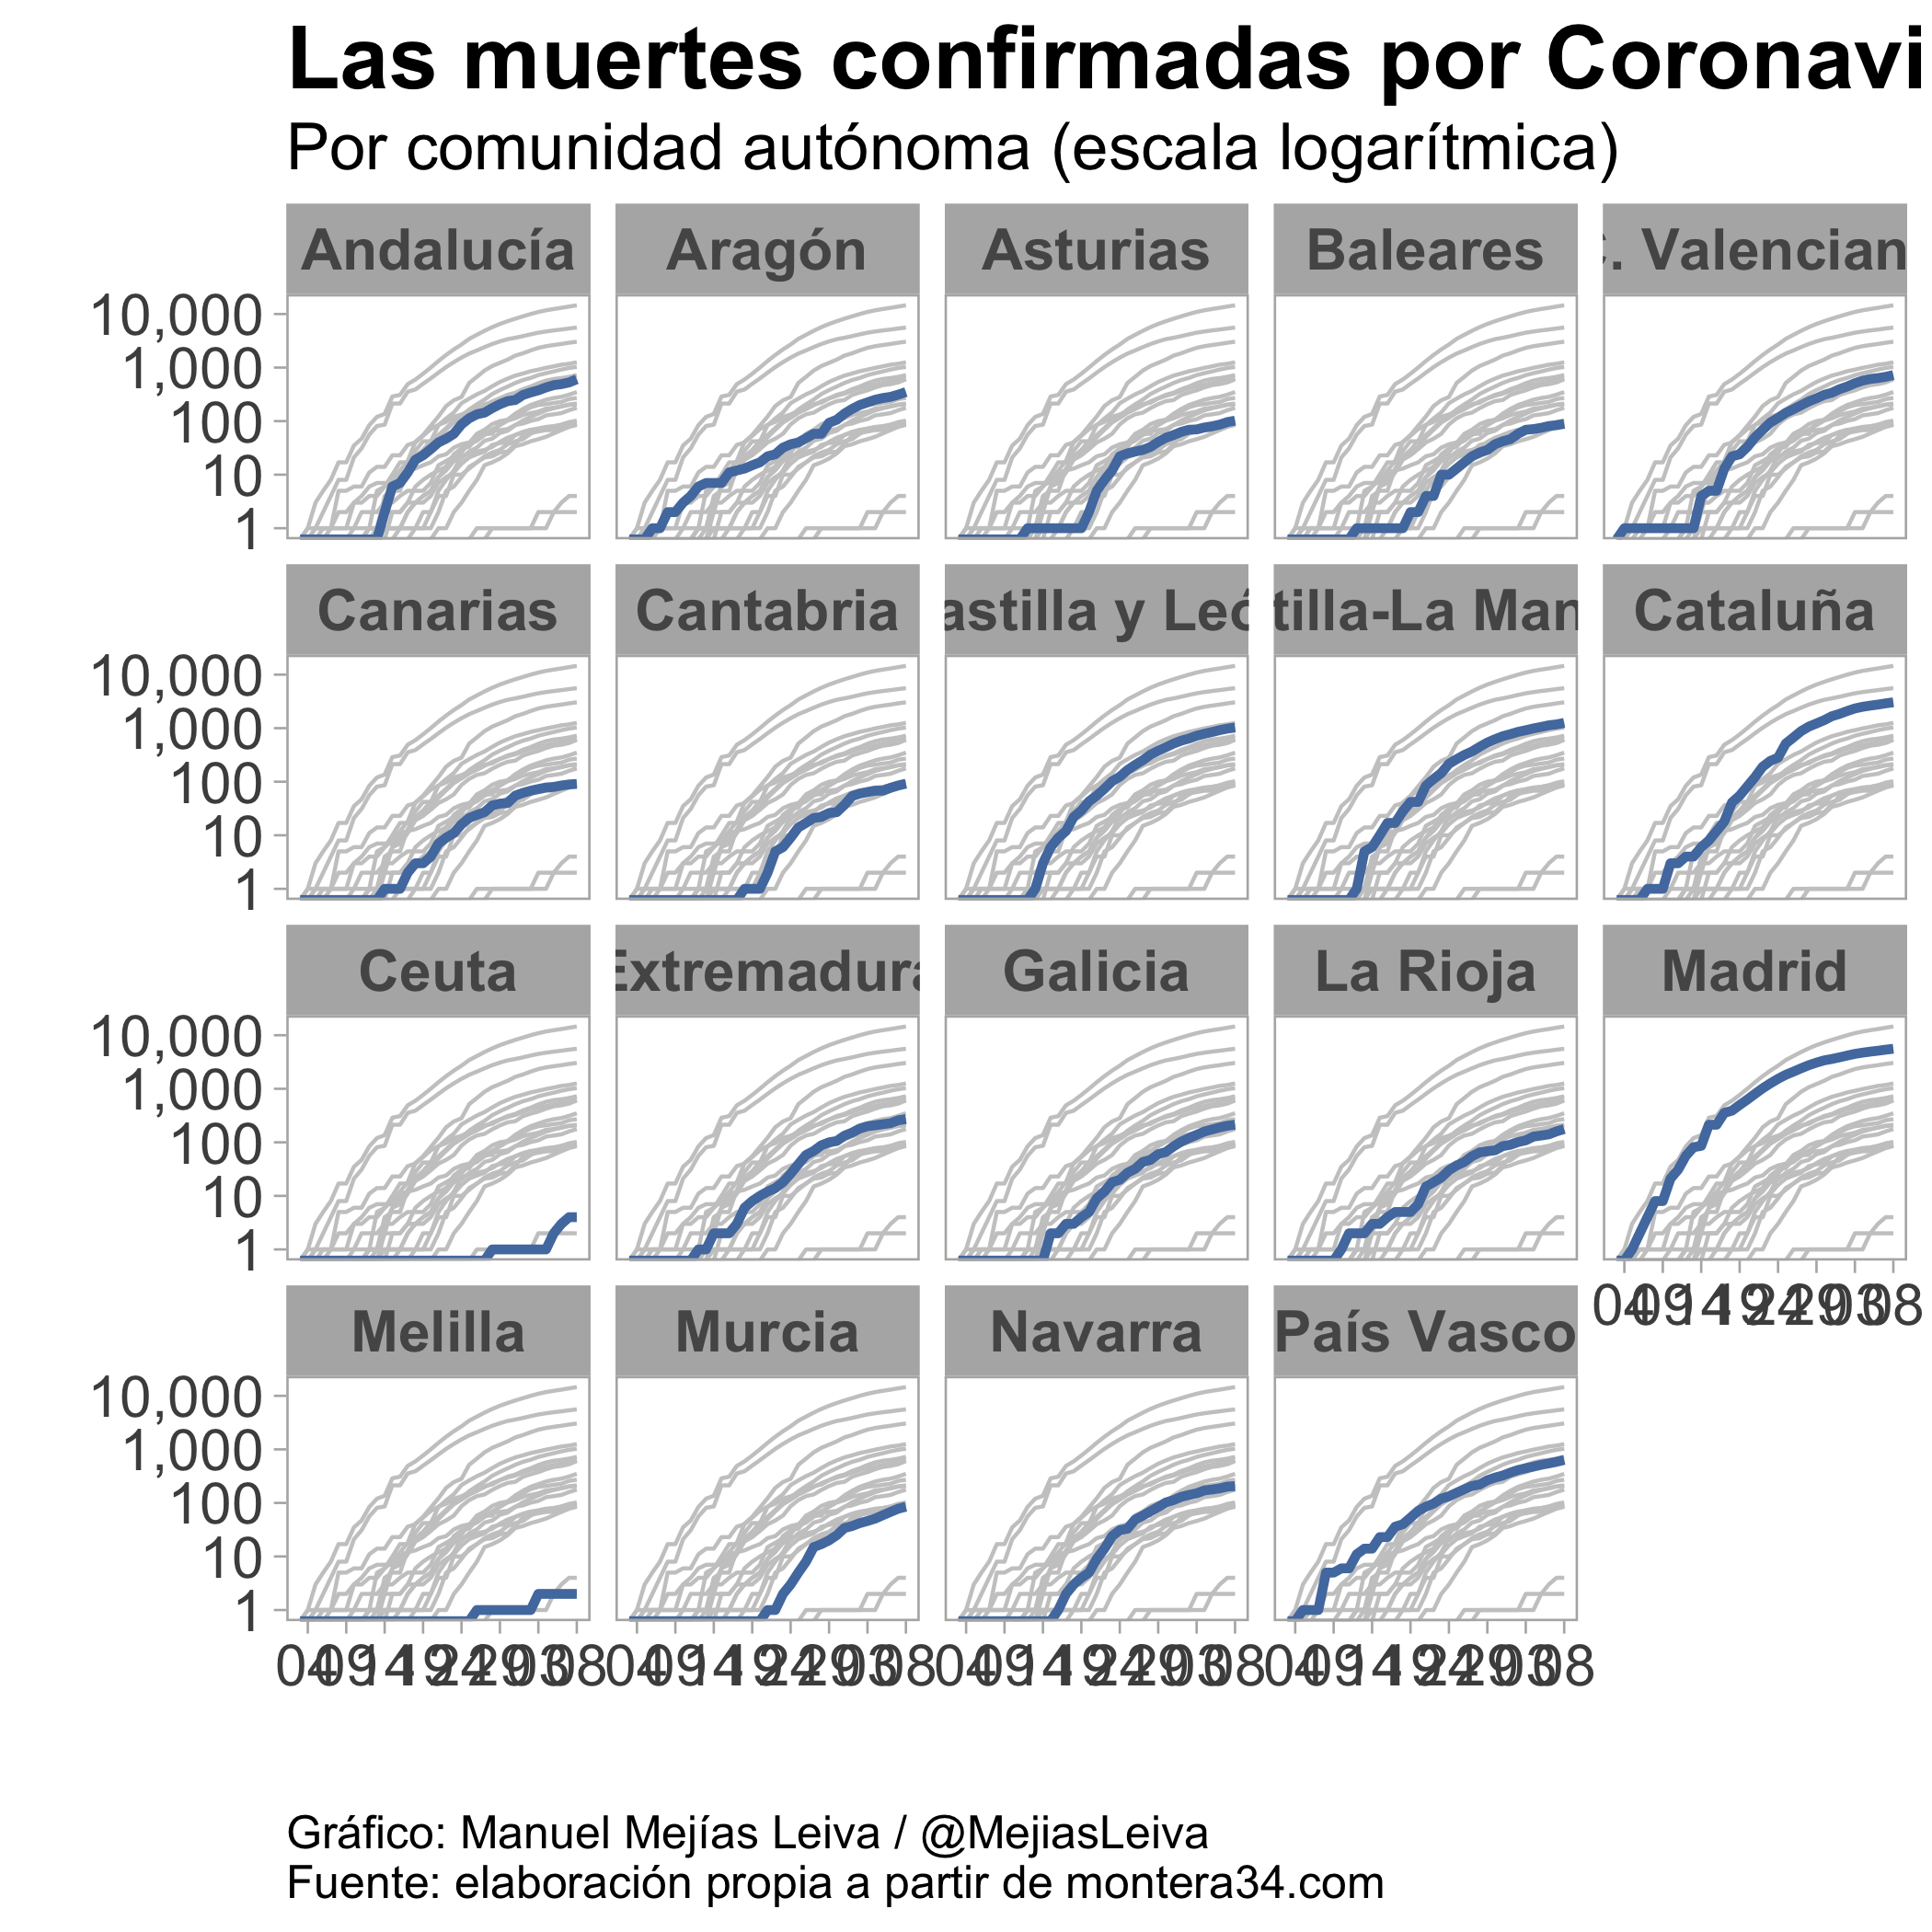 Las muertes confirmadas por Coronavi
Por comunidad autónoma (escala logarítmica)
Andalucía Aragón Asturias Baleares . Valencian
10,000
1,000
100
10
1
Canarias Cantabria astilla y Leó tilla-La Man Cataluña
10,000
1,000
100
10
1
Ceuta Extremadura Galicia La Rioja Madrid
10,000
1,000
100
10
1
Melilla Murcia Navarra País Vasco
10,000
1,000
100
10
1
Gráfico: Manuel Mejías Leiva / @MejiasLeiva
Fuente: elaboración propia a partir de montera34.com